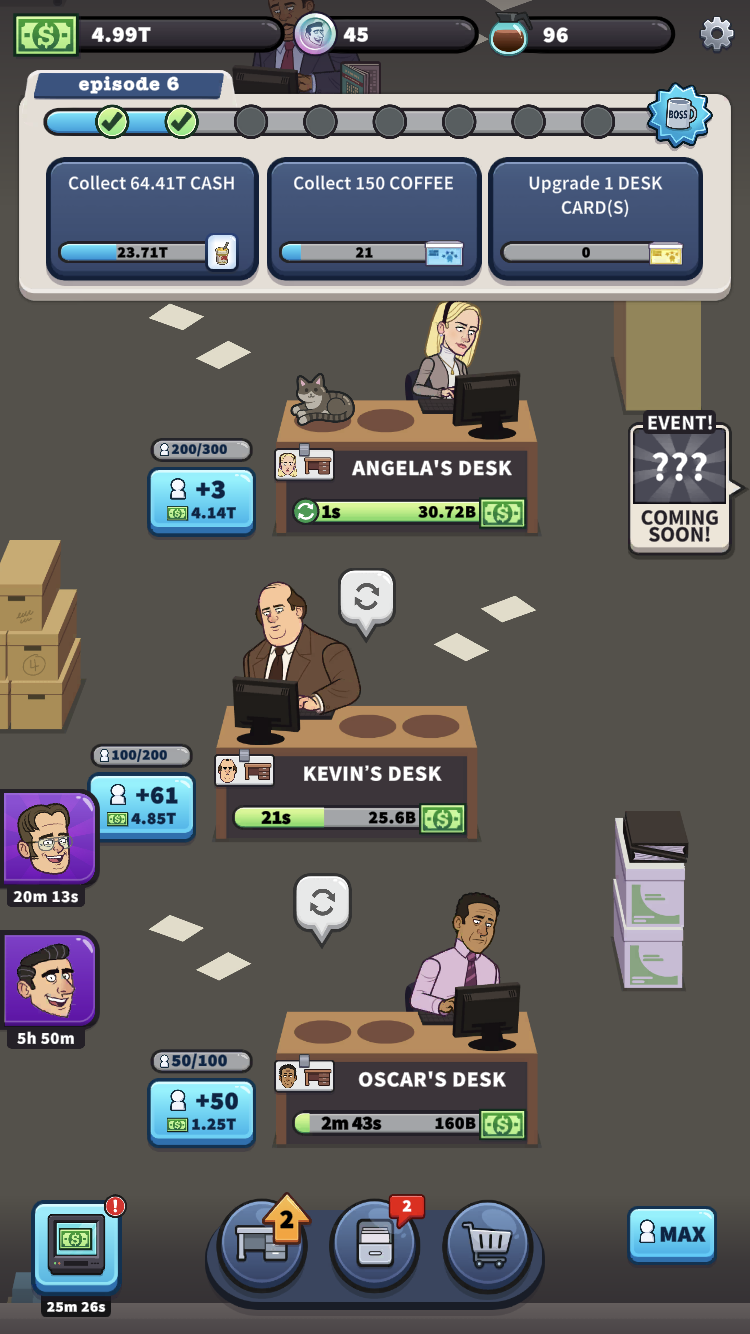 4.99T
45
96
episode 6
BOSS
Collect 64.41T CASH
23.71T
Collect 150 COFFEE
21
Upgrade 1 DESK
CARD(S)
0
200/300
+3
4.14T
ANGELA'S DESK
1s
30.72B
EVENT!
???
COMING
SOON!
100/200
+61
4.85T
KEVIN'S DESK
21s
25.6B
4
20m 13s
5h 50m
50/100
+50
1.25T
OSCAR'S DESK
2m 43s
160B
!
25m 26s
2
2
MAX